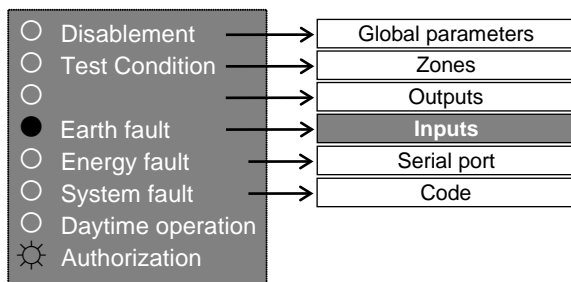 Disablement
Global parameters
Test Condition
Zones
Outputs
Earth fault
Inputs
Energy fault
Serial port
System fault
Code
Daytime operation
Authorization